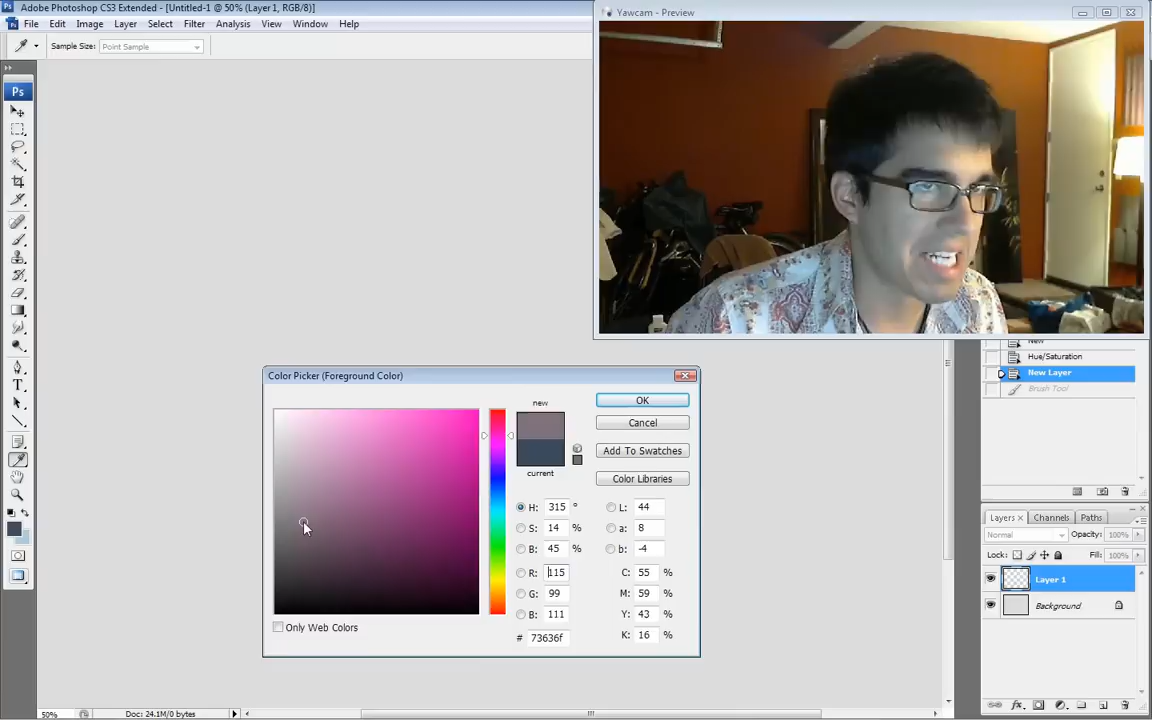 Adobe Photoshop CS3 Extended - [Untitled-1 @ 50% (Layer 1, RGB/8)]
Yawcam - Preview
File Edit Image Layer Select Filter Analysis View Window Help
Sample Size: Point Sample
Ps
New
Hue/Saturation
New Layer
Brush Tool
Color Picker (Foreground Color)
new
current
OK
Cancel
Add To Swatches
Color Libraries
H: 315 °
S: 14 %
B: 45 %
R: 115
G: 99
B: 111
# 73636f
L: 44
a: 8
b: -4
C: 55 %
M: 59 %
Y: 43 %
K: 16 %
Only Web Colors
Layers Channels Paths
Normal Opacity: 100%
Lock: Fill: 100%
Layer 1
Background
50% Doc: 24.1M/0 bytes